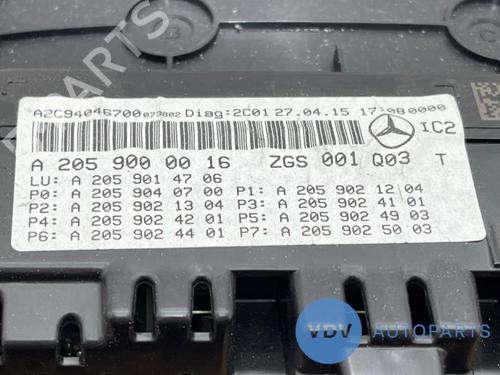 A2C94046700073802 Diag:2C01 27.04.15 17:08 0000
IC2
A 205 900 00 16 ZGS 001 Q03 T
LU: A 205 901 47 06
P0: A 205 904 07 00 P1: A 205 902 12 04
P2: A 205 902 13 04 P3: A 205 902 41 01
P4: A 205 902 42 01 P5: A 205 902 49 03
P6: A 205 902 44 01 P7: A 205 902 50 03
PARTS
VDV AUTOPARTS